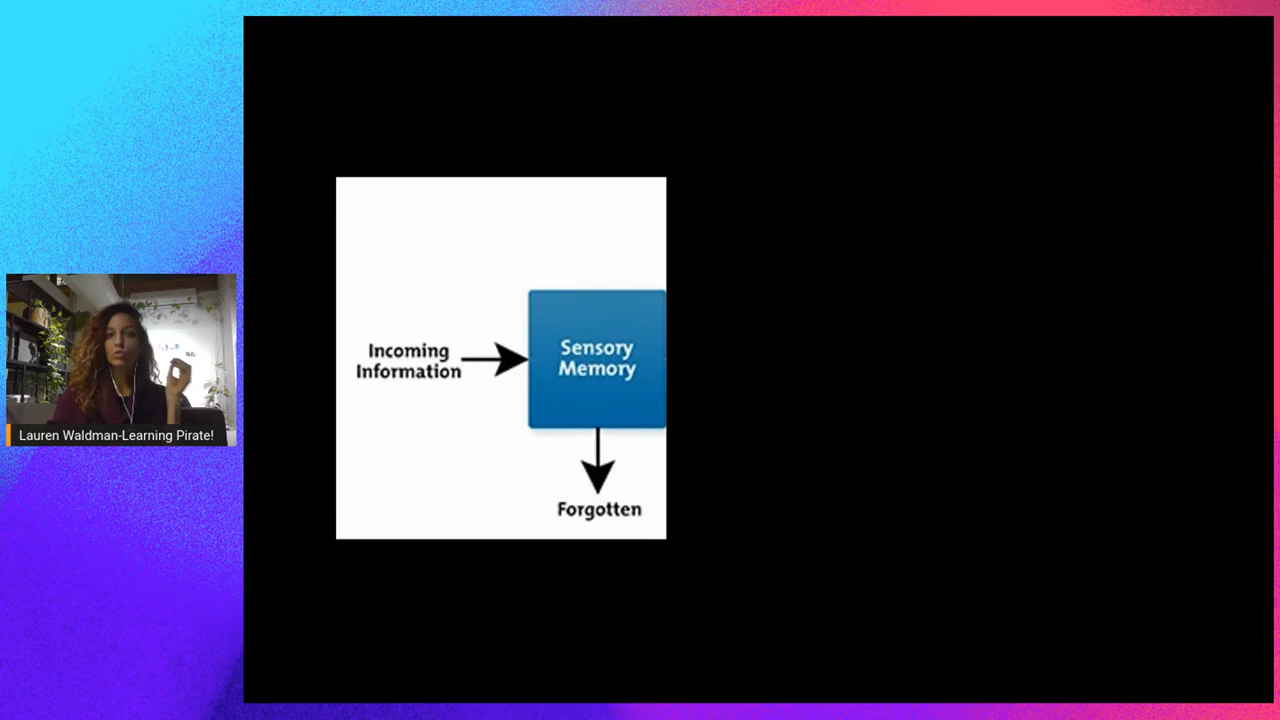 Incoming
Information
Sensory
Memory
Forgotten
Lauren Waldman-Learning Pirate!